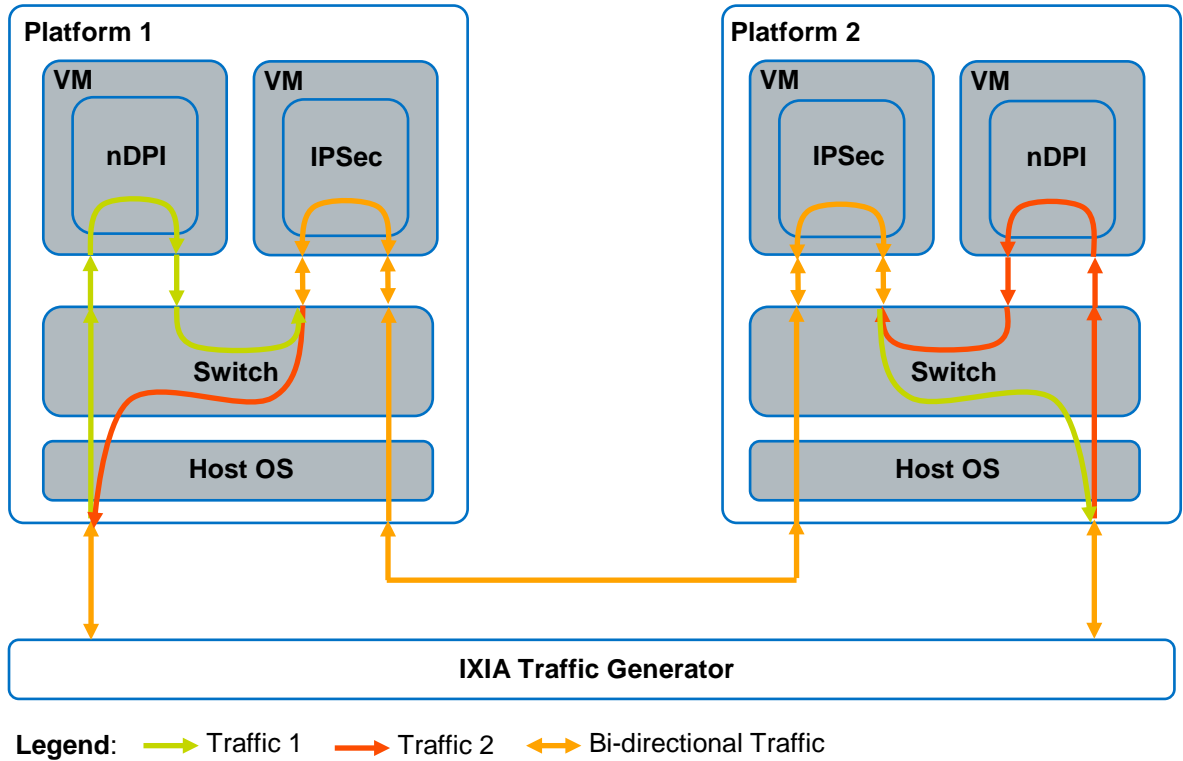 Platform 1
VM
nDPI
VM
IPSec
Switch
Host OS
Platform 2
VM
IPSec
VM
nDPI
Switch
Host OS
IXIA Traffic Generator
Legend: Traffic 1 Traffic 2 Bi-directional Traffic